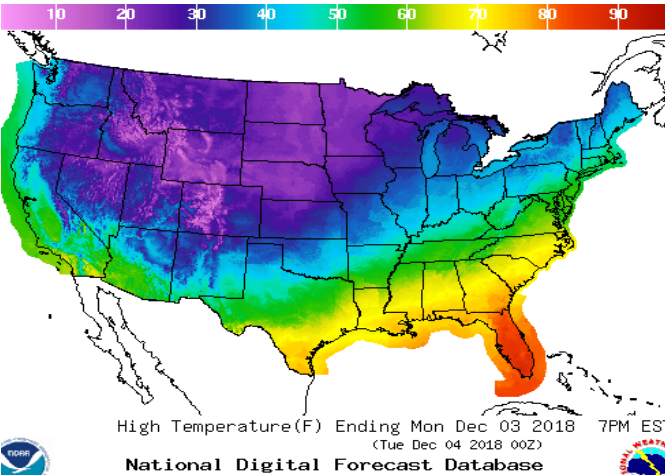 10 20 30 40 50 60 70 80 90
High Temperature(F) Ending Mon Dec 03 2018 7PM EST
(Tue Dec 04 2018 00Z)
National Digital Forecast Database
noaa